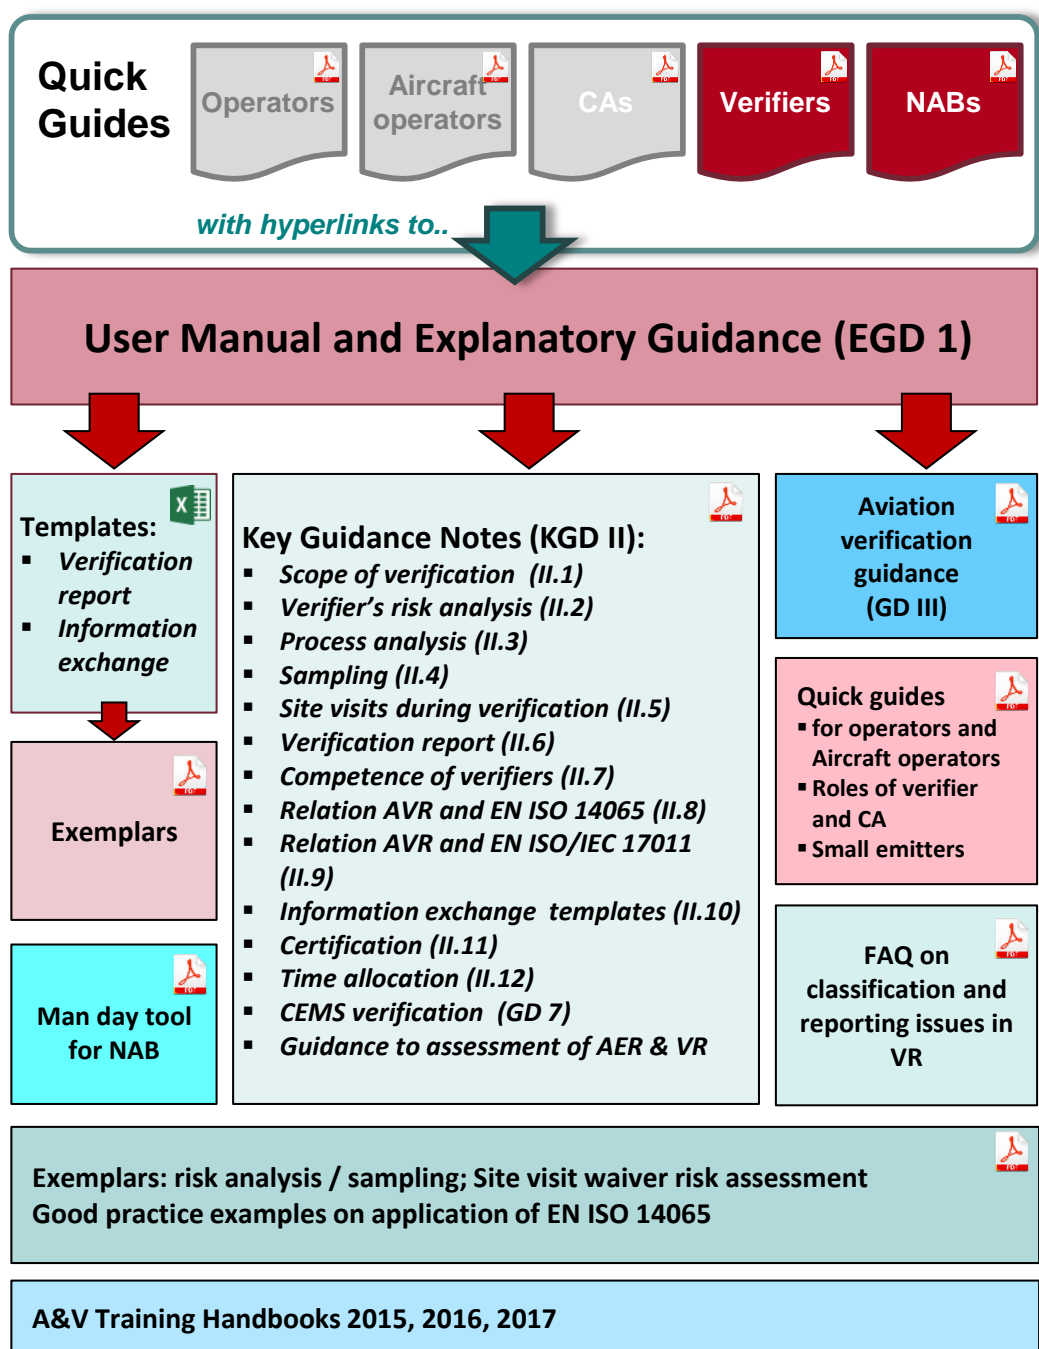 Quick
Guides
Operators
Aircraft
operators
CAs
Verifiers
NABs
with hyperlinks to..
User Manual and Explanatory Guidance (EGD 1)
Templates:
▪ Verification
report
▪ Information
exchange
Exemplars
Man day tool
for NAB
Key Guidance Notes (KGD II):
▪ Scope of verification (II.1)
▪ Verifier's risk analysis (II.2)
▪ Process analysis (II.3)
▪ Sampling (II.4)
▪ Site visits during verification (II.5)
▪ Verification report (II.6)
▪ Competence of verifiers (II.7)
▪ Relation AVR and EN ISO 14065 (II.8)
▪ Relation AVR and EN ISO/IEC 17011
(II.9)
▪ Information exchange templates (II.10)
▪ Certification (II.11)
▪ Time allocation (II.12)
▪ CEMS verification (GD 7)
▪ Guidance to assessment of AER & VR
Aviation
verification
guidance
(GD III)
Quick guides
▪ for operators and
Aircraft operators
▪ Roles of verifier
and CA
▪ Small emitters
FAQ on
classification and
reporting issues in
VR
Exemplars: risk analysis / sampling; Site visit waiver risk assessment
Good practice examples on application of EN ISO 14065
A&V Training Handbooks 2015, 2016, 2017